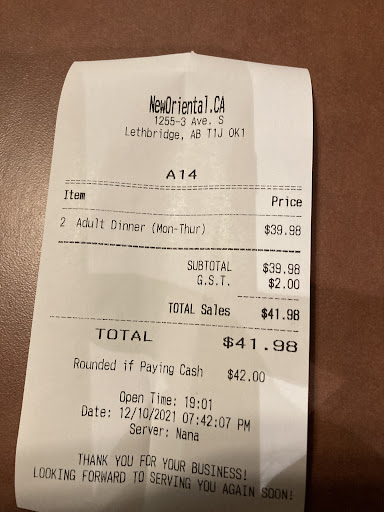 NewOriental.CA
1255-3 Ave. S
Lethbridge, AB T1J 0K1
A14
Item Price
2 Adult Dinner (Mon-Thur) $39.98
SUBTOTAL $39.98
G.S.T. $2.00
TOTAL Sales $41.98
TOTAL $41.98
Rounded if Paying Cash $42.00
Open Time: 19:01
Date: 12/10/2021 07:42:07 PM
Server: Nana
THANK YOU FOR YOUR BUSINESS!
LOOKING FORWARD TO SERVING YOU AGAIN SOON!